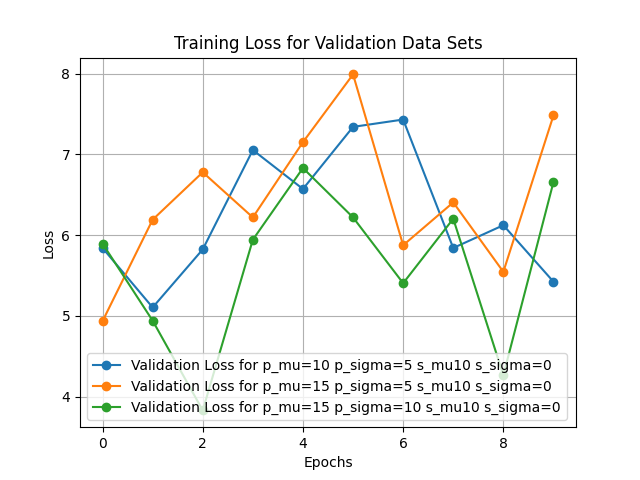 Training Loss for Validation Data Sets
8
7
6
5
4
Loss
Validation Loss for p_mu=10 p_sigma=5 s_mu10 s_sigma=0
Validation Loss for p_mu=15 p_sigma=5 s_mu10 s_sigma=0
Validation Loss for p_mu=15 p_sigma=10 s_mu10 s_sigma=0
0 2 4 6 8
Epochs